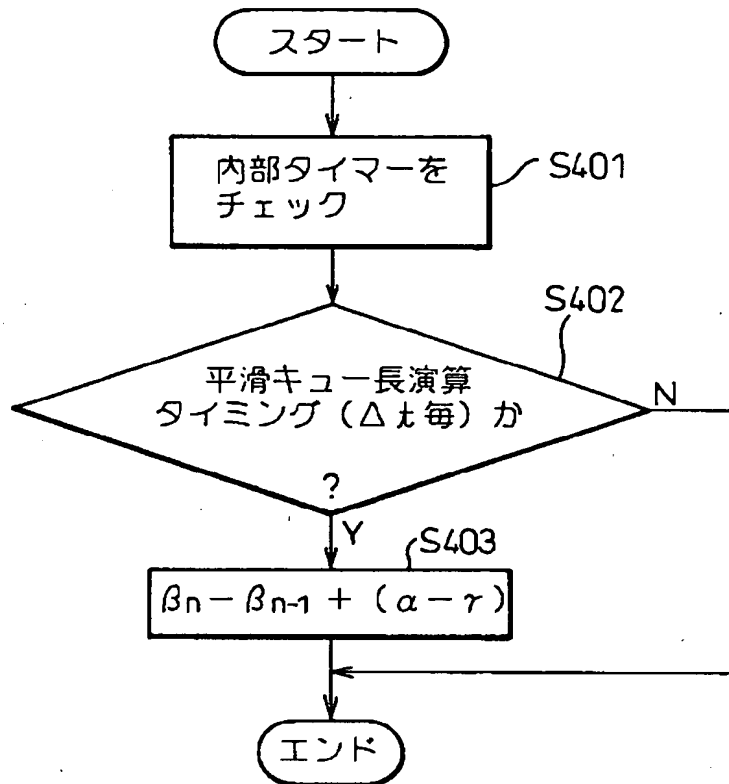 スタート
内部タイマーを
チェック
S401
S402
平滑キュー長演算
タイミング(Δt毎)か
?
N
Y
S403
βn－βn-1 + (α－γ)
エンド